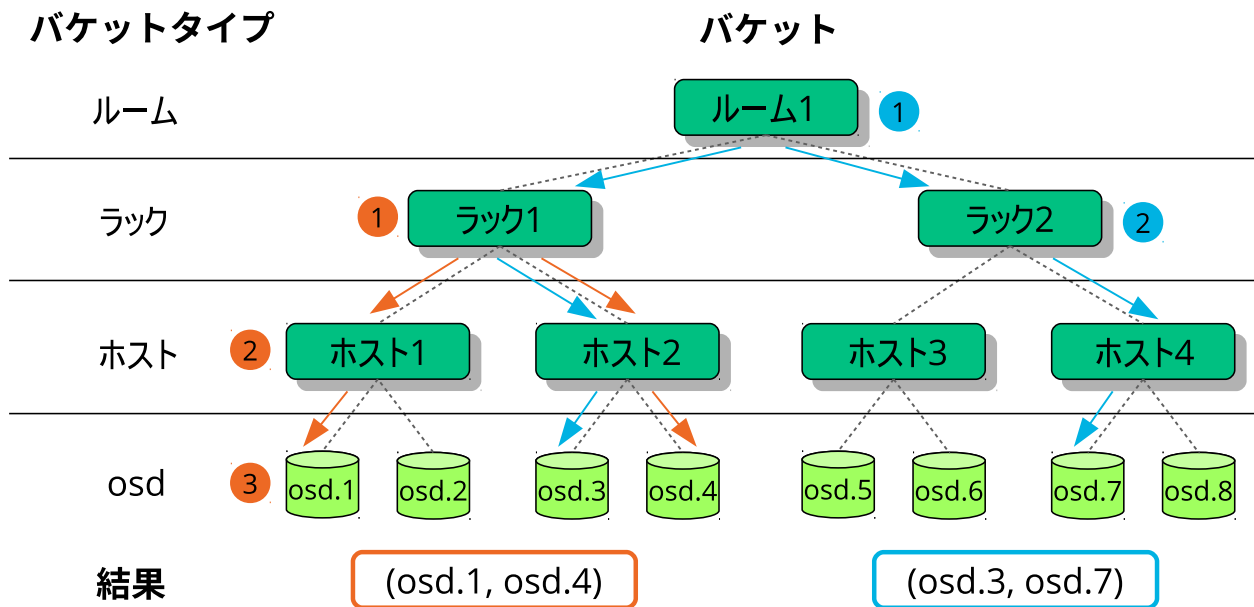 バケットタイプ バケット
ルーム ルーム1 1
ラック 1 ラック1 ラック2 2
ホスト 2 ホスト1 ホスト2 ホスト3 ホスト4
osd 3 osd.1 osd.2 osd.3 osd.4 osd.5 osd.6 osd.7 osd.8
結果 (osd.1, osd.4) (osd.3, osd.7)